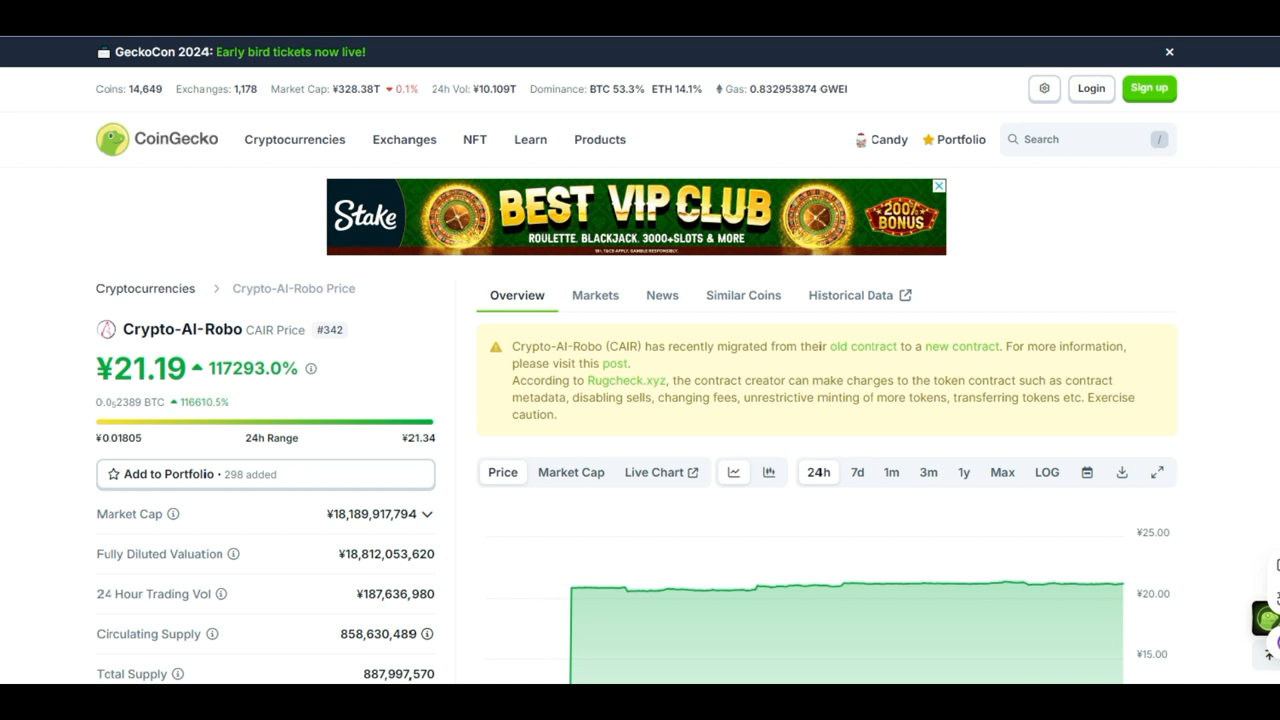 GeckoCon 2024: Early bird tickets now live!
Coins: 14,649 Exchanges: 1,178 Market Cap: ¥328.38T 0.1% 24h Vol: ¥10.109T Dominance: BTC 53.3% ETH 14.1% Gas: 0.832953874 GWEI
Login
Sign up
CoinGecko Cryptocurrencies Exchanges NFT Learn Products Candy Portfolio Search /
Stake BEST VIP CLUB 200% BONUS
ROULETTE. BLACKJACK. 3000+SLOTS & MORE
Cryptocurrencies > Crypto-AI-Robo Price
Crypto-AI-Robo CAIR Price #342
¥21.19 117293.0%
0.0₅2389 BTC 116610.5%
¥0.01805 24h Range ¥21.34
Add to Portfolio • 298 added
Market Cap ¥18,189,917,794
Fully Diluted Valuation ¥18,812,053,620
24 Hour Trading Vol ¥187,636,980
Circulating Supply 858,630,489
Total Supply 887,997,570
Overview Markets News Similar Coins Historical Data
Crypto-AI-Robo (CAIR) has recently migrated from their old contract to a new contract. For more information,
please visit this post.
According to Rugcheck.xyz, the contract creator can make changes to the token contract such as contract
metadata, disabling sells, changing fees, unrestrictive minting of more tokens, transferring tokens etc. Exercise
caution.
Price Market Cap Live Chart 24h 7d 1m 3m 1y Max LOG
¥25.00
¥20.00
¥15.00